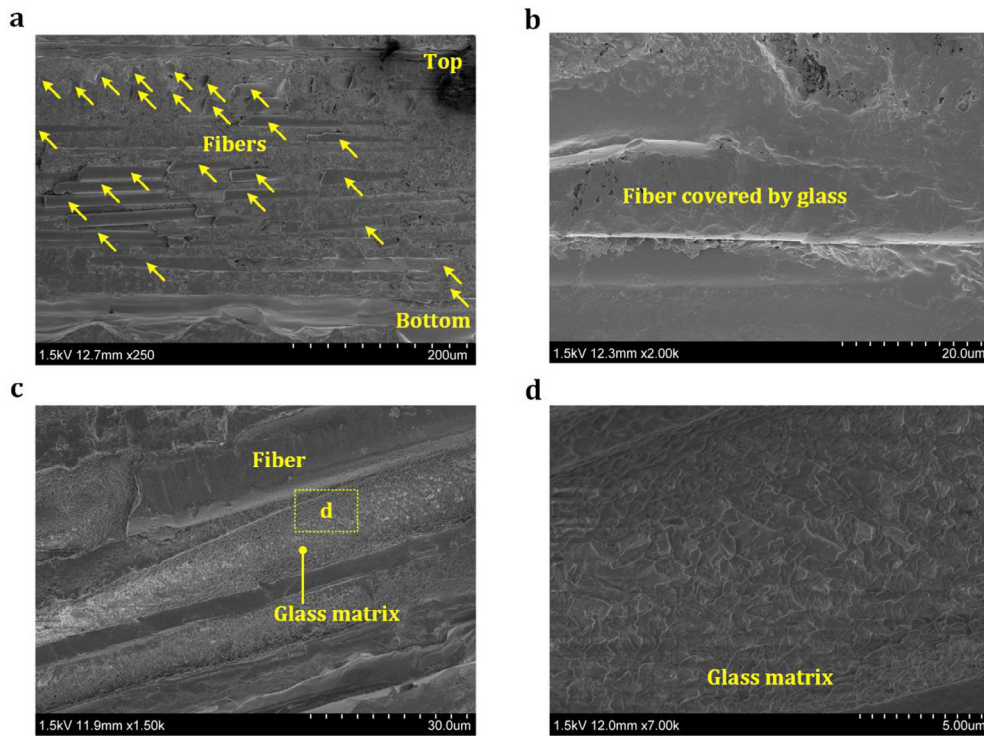 a
Top
Fibers
Bottom
1.5kV 12.7mm x250
200um
b
Fiber covered by glass
1.5kV 12.3mm x2.00k
20.0um
c
Fiber
d
Glass matrix
1.5kV 11.9mm x1.50k
30.0um
d
Glass matrix
1.5kV 12.0mm x7.00k
5.00um